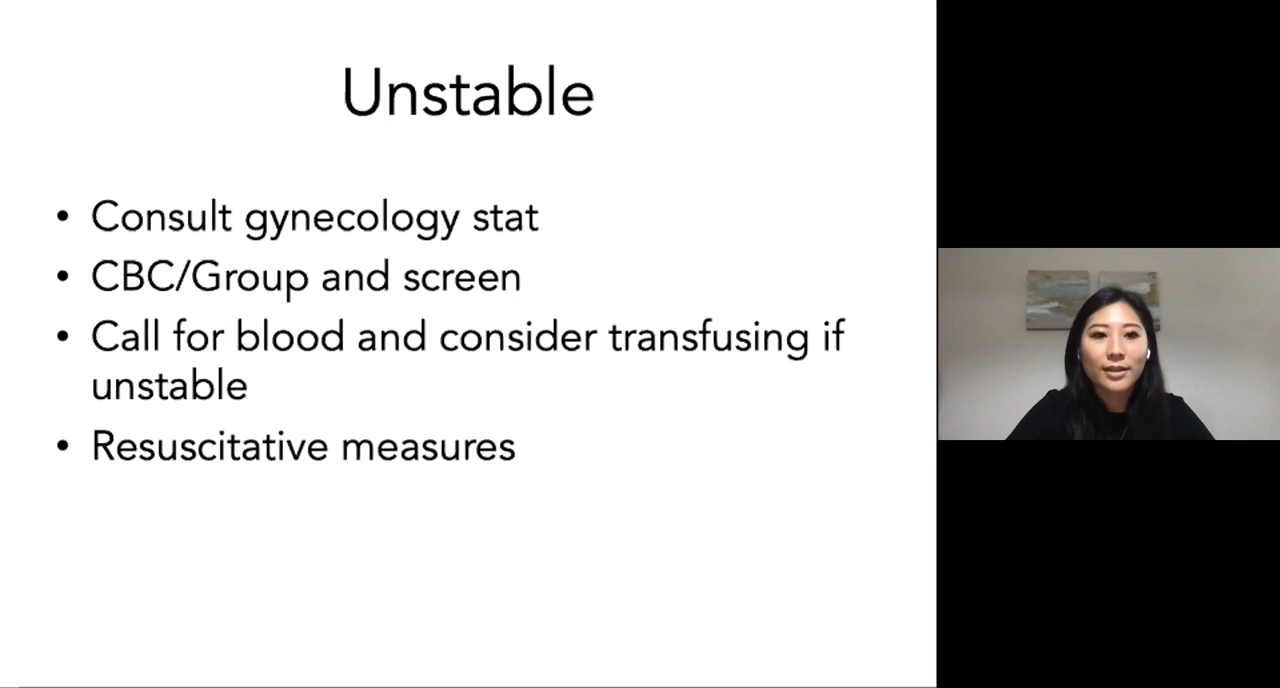 Unstable
• Consult gynecology stat
• CBC/Group and screen
• Call for blood and consider transfusing if
unstable
• Resuscitative measures